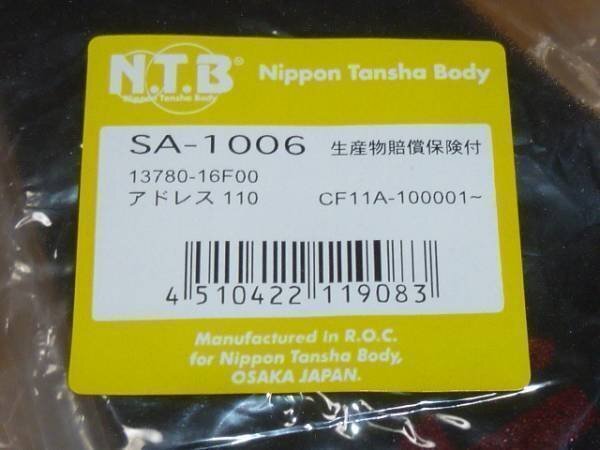 N.T.B®
Nippon Tansha Body
Nippon Tansha Body
SA-1006 生産物賠償保険付
13780-16F00
アドレス 110 CF11A-100001~
4 510422 119083
Manufactured in R.O.C.
for Nippon Tansha Body,
OSAKA JAPAN.